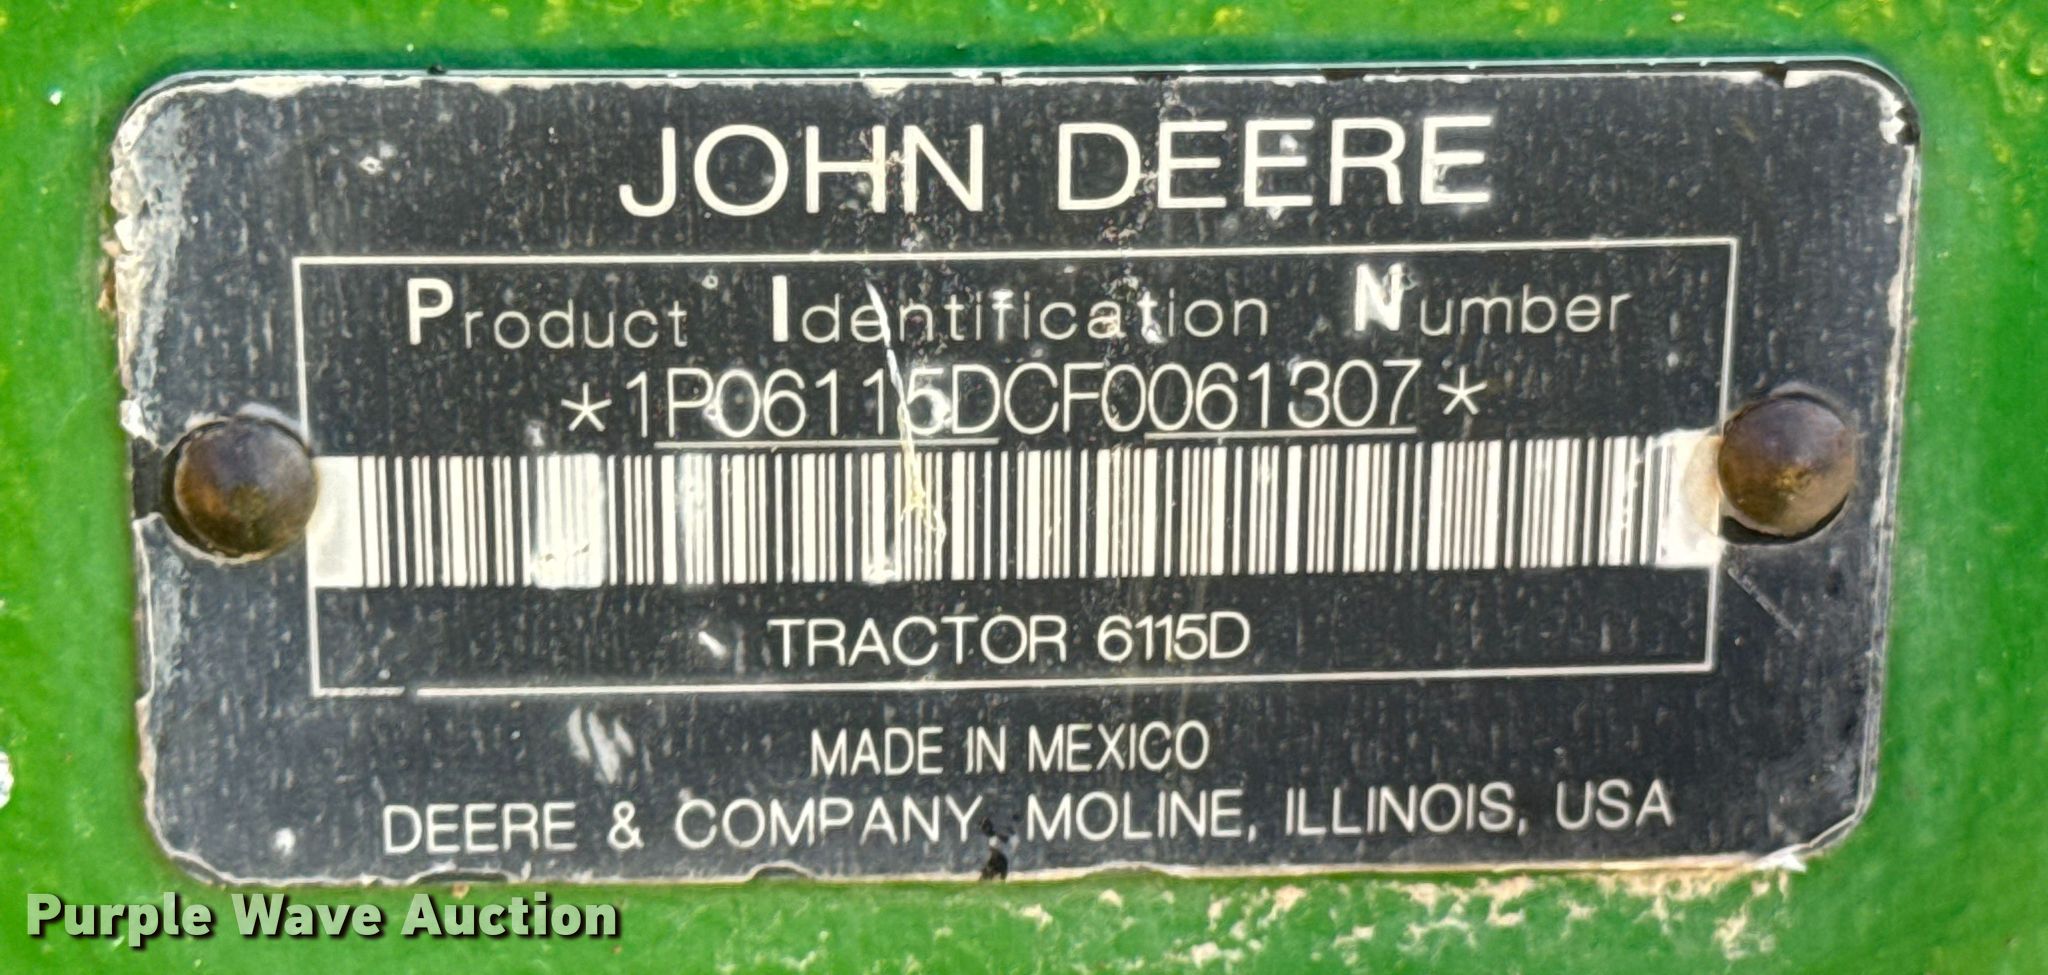 JOHN DEERE
Product Identification Number
*1P06115DCF0061307*
TRACTOR 6115D
MADE IN MEXICO
DEERE & COMPANY, MOLINE, ILLINOIS, USA
Purple Wave Auction